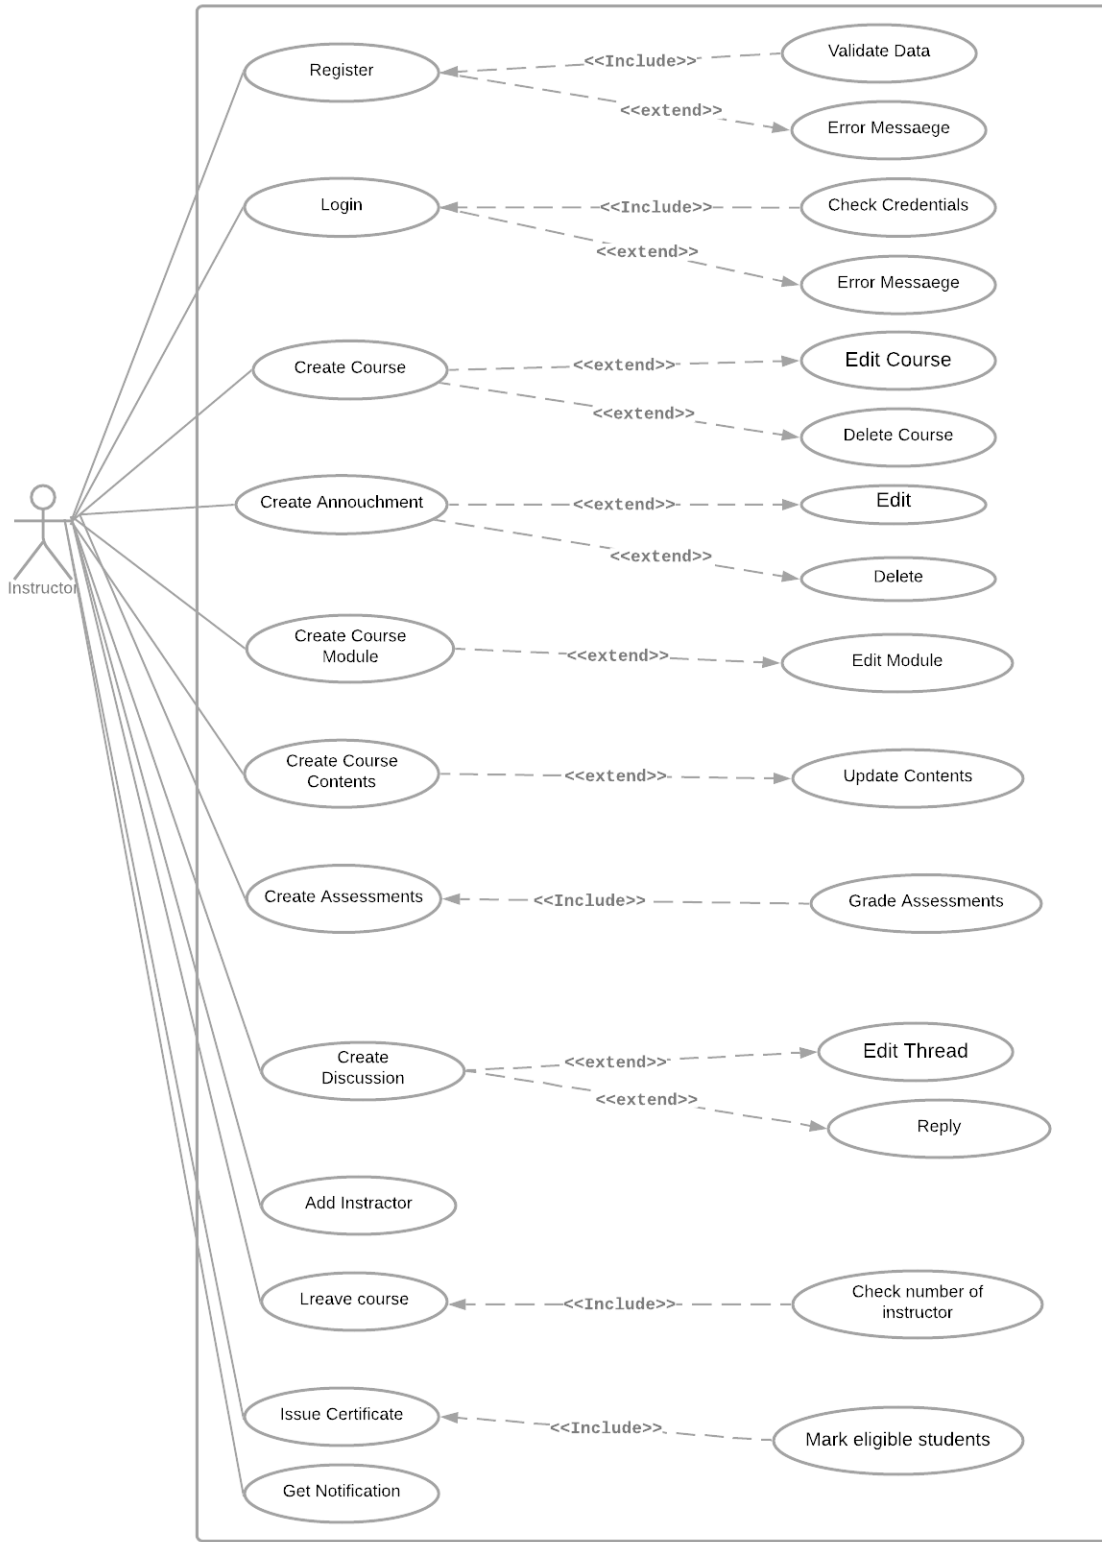 Register
<<Include>>
Validate Data
<<extend>>
Error Messaege
Login
<<Include>>
Check Credentials
<<extend>>
Error Messaege
Create Course
<<extend>>
Edit Course
<<extend>>
Delete Course
Instructor
Create Annouchment
<<extend>>
Edit
<<extend>>
Delete
Create Course
Module
<<extend>>
Edit Module
Create Course
Contents
<<extend>>
Update Contents
Create Assessments
<<Include>>
Grade Assessments
Create
Discussion
<<extend>>
Edit Thread
<<extend>>
Reply
Add Instractor
Lreave course
<<Include>>
Check number of
instructor
Issue Certificate
<<Include>>
Mark eligible students
Get Notification